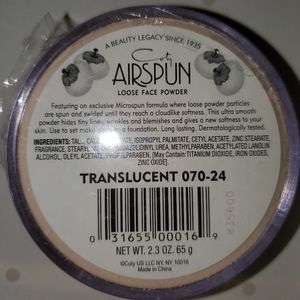 A BEAUTY LEGACY SINCE 1935
Coty
AIRSPUN
LOOSE FACE POWDER
Featuring an exclusive Microspun formula where loose powder particles
are spun and swirled until they reach a cloudlike softness. This ultra smooth
powder hides tiny lines, wrinkles and blemishes and gives a new softness to your
skin. Use to set make as a foundation. Long lasting. Dermatologically tested.
INGREDIENTS: CARBONATE, ISOPROPYL PALMITATE, CETYL ACETATE, ZINC STEARATE,
FRAGRANCE, UREA, METHYLPARABEN, ACETYLATED LANOLIN
ALCOHOL, OLEYL ACETATE, PROPYLPARABEN, [May Contain: TITANIUM DIOXIDE, IRON OXIDES,
ZINC OXIDE].
TRANSLUCENT 070-24
0 31655 00016 9
835600
NET WT. 2.3 OZ. 65 g
©Coty US LLC NY, NY 10016
Made in China